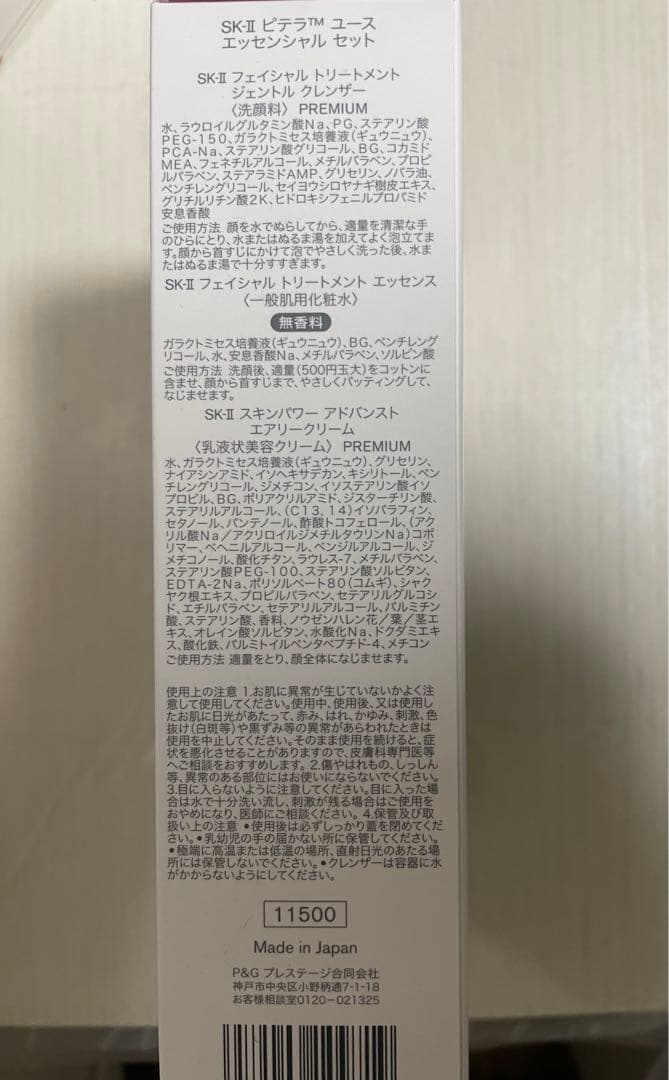 SK-Ⅱ ピテラ™ ユース
エッセンシャル セット
SK-Ⅱ フェイシャル トリートメント
ジェントル クレンザー
〈洗顔料〉 PREMIUM
水、ラウロイルグルタミン酸Na、PG、ステアリン酸
PEG-150、ガラクトミセス培養液(ギュウニュウ)、
PCA-Na、ステアリン酸グリコール、BG、コカミド
MEA、フェネチルアルコール、メチルパラベン、プロピ
ルパラベン、ステアラミドAMP、グリセリン、ノバラ油、
ペンチレングリコール、セイヨウシロヤナギ樹皮エキス、
グリチルリチン酸2K、ヒドロキシフェニルプロパミド
安息香酸
ご使用方法 顔を水でぬらしてから、適量を清潔な手
のひらにとり、水またはぬるま湯を加えてよく泡立てま
す。顔から首すじにかけて泡でやさしく洗った後、水ま
たはぬるま湯で十分すすぎます。
SK-Ⅱ フェイシャル トリートメント エッセンス
〈一般肌用化粧水〉
無香料
ガラクトミセス培養液(ギュウニュウ)、BG、ペンチレング
リコール、水、安息香酸Na、メチルパラベン、ソルビン酸
ご使用方法 洗顔後、適量(500円玉大)をコットンに
含ませ、顔から首すじまで、やさしくパッティングして、
なじませます。
SK-Ⅱ スキンパワー アドバンスト
エアリークリーム
〈乳液状美容クリーム〉 PREMIUM
水、ガラクトミセス培養液(ギュウニュウ)、グリセリン、
ナイアシンアミド、イソヘキサデカン、キシリトール、ペン
チレングリコール、ジメチコン、イソステアリン酸イソ
プロピル、BG、ポリアクリルアミド、ジスターチリン酸、
ステアリルアルコール、(C13、14)イソパラフィン、
セタノール、パンテノール、酢酸トコフェロール、(アク
リル酸Na/アクリロイルジメチルタウリンNa)コポ
リマー、ベヘニルアルコール、ベンジルアルコール、ジ
メチコノール、酸化チタン、ラウレス-7、メチルパラベン、
ステアリン酸PEG-100、ステアリン酸ソルビタン、
EDTA-2Na、ポリソルベート80(コムギ)、シャク
ヤク根エキス、プロピルパラベン、セテアリルグルコシ
ド、エチルパラベン、セテアリルアルコール、パルミチン
酸、ステアリン酸、香料、ノウゼンハレン花/葉/茎エ
キス、オレイン酸ソルビタン、水酸化Na、ドクダミエキ
ス、酸化鉄、パルミトイルペンタペプチド-4、メチコン
ご使用方法 適量をとり、顔全体になじませます。
使用上の注意 1.お肌に異常が生じていないかよく注
意して使用してください。使用中、使用後、又は使用し
たお肌に日光があたって、赤み、はれ、かゆみ、刺激、色
抜け(白斑等)や黒ずみ等の異常があらわれたときは
使用を中止してください。そのまま使用を続けると、症
状を悪化させることがありますので、皮膚科専門医等
へご相談をおすすめします。 2.傷やはれもの、しっしん
等、異常のある部位にはお使いにならないでください。
3.目に入らないように注意してください。目に入った場
合は水で十分洗い流し、刺激が残る場合はご使用を
おやめになり、医師にご相談ください。 4.保管及び取
扱い上の注意 ●使用後は必ずしっかり蓋を閉めてくだ
さい。●乳幼児の手の届かない所に保管してください。
●極端に高温または低温の場所、直射日光のあたる場
所には保管しないでください。●クレンザーは容器に水
がかからないようにしてください。
11500
Made in Japan
P&G プレステージ合同会社
神戸市中央区小野柄通7-1-18
お客様相談室0120-021325